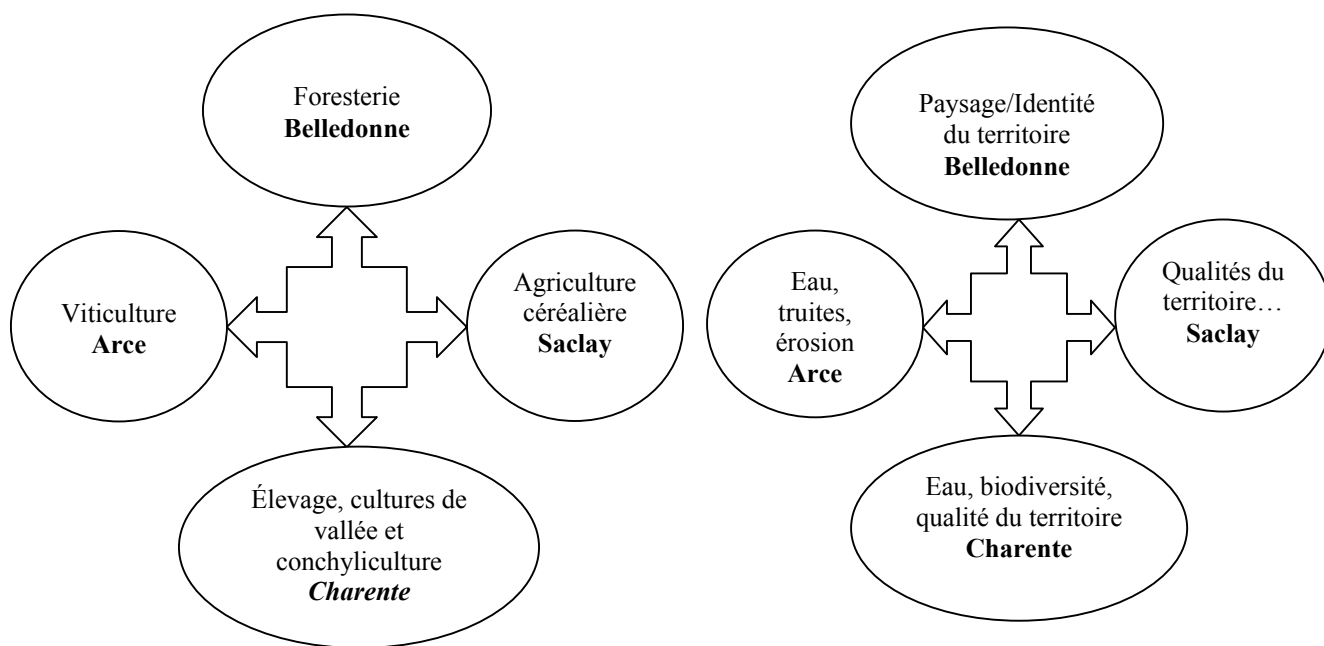 Foresterie
Belledonne
Viticulture
Arce
Agriculture
céréalière
Saclay
Élevage, cultures de
vallée et
conchyliculture
Charente
Paysage/Identité
du territoire
Belledonne
Eau,
truites,
érosion
Arce
Qualités du
territoire…
Saclay
Eau, biodiversité,
qualité du territoire
Charente